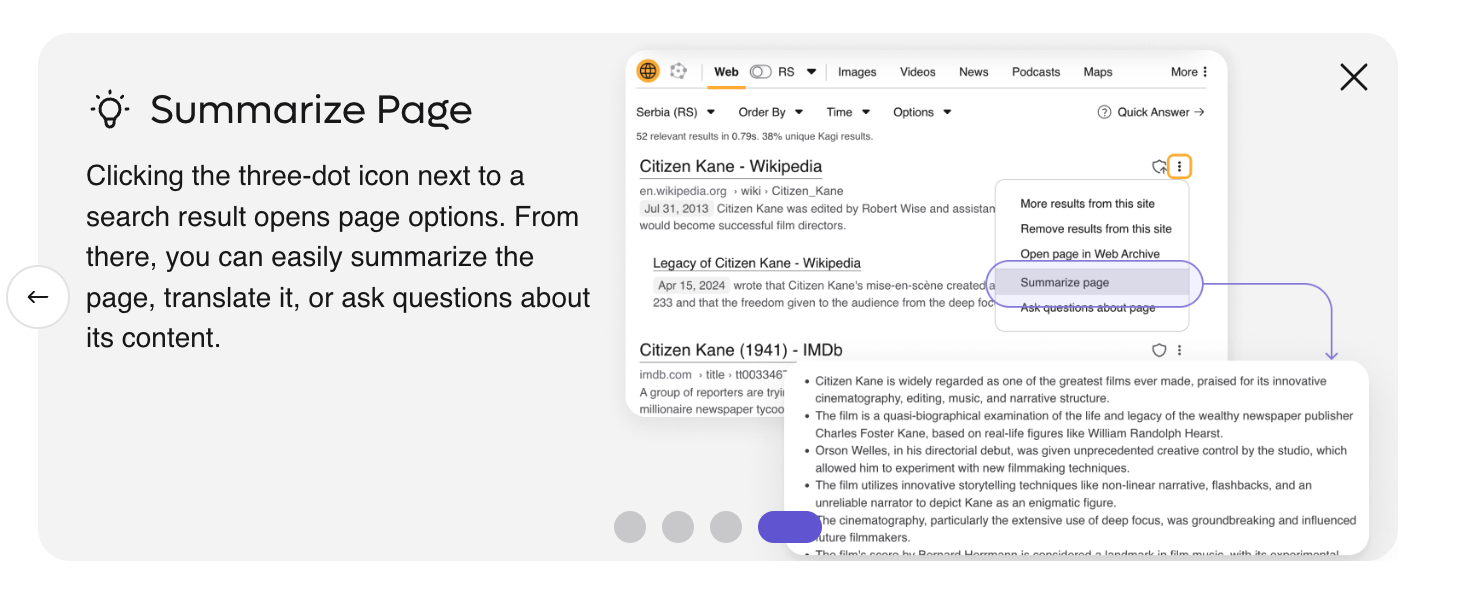 Summarize Page
Clicking the three-dot icon next to a
search result opens page options. From
there, you can easily summarize the
page, translate it, or ask questions about
its content.
Web RS Images Videos News Podcasts Maps More
Serbia (RS) Order By Time Options Quick Answer →
52 relevant results in 0.79s. 38% unique Kagi results.
Citizen Kane - Wikipedia
en.wikipedia.org › wiki › Citizen_Kane
Jul 31, 2013 Citizen Kane was edited by Robert Wise and assistan
would become successful film directors.
Legacy of Citizen Kane - Wikipedia
Apr 15, 2024 wrote that Citizen Kane's mise-en-scène created a
233 and that the freedom given to the audience from the deep foc
More results from this site
Remove results from this site
Open page in Web Archive
Summarize page
Ask questions about page
Citizen Kane (1941) - IMDb
imdb.com › title › tt0033467
A group of reporters are tryi
millionaire newspaper tycoo
• Citizen Kane is widely regarded as one of the greatest films ever made, praised for its innovative
cinematography, editing, music, and narrative structure.
• The film is a quasi-biographical examination of the life and legacy of the wealthy newspaper publisher
Charles Foster Kane, based on real-life figures like William Randolph Hearst.
• Orson Welles, in his directorial debut, was given unprecedented creative control by the studio, which
allowed him to experiment with new filmmaking techniques.
• The film utilizes innovative storytelling techniques like non-linear narrative, flashbacks, and an
unreliable narrator to depict Kane as an enigmatic figure.
The cinematography, particularly the extensive use of deep focus, was groundbreaking and influenced
future filmmakers.
• The film's score by Bernard Herrmann is considered a landmark in film music, with its experimental